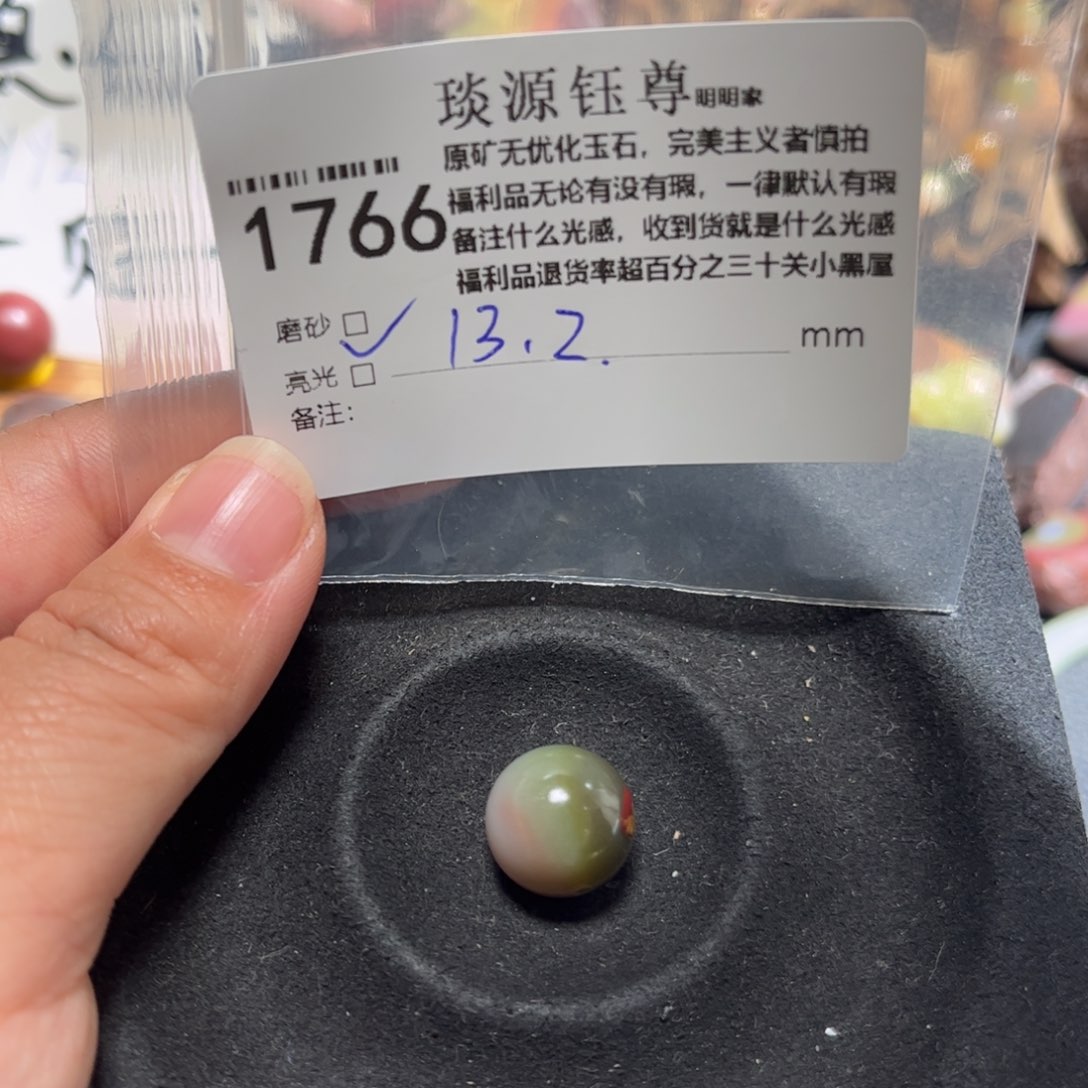 琰源钰尊明明家
原矿无优化玉石，完美主义者慎拍
1766
福利品无论有没有瑕，一律默认有瑕
备注什么光感，收到货就是什么光感
福利品退货率超百分之三十关小黑屋
磨砂 □ ✓ 13.2. mm
亮光 □
备注：